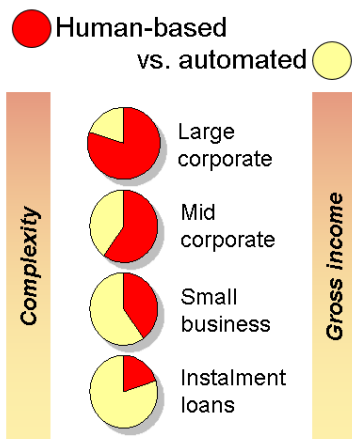 Human-based
vs. automated
Complexity
Large
corporate
Mid
corporate
Small
business
Instalment
loans
Gross income